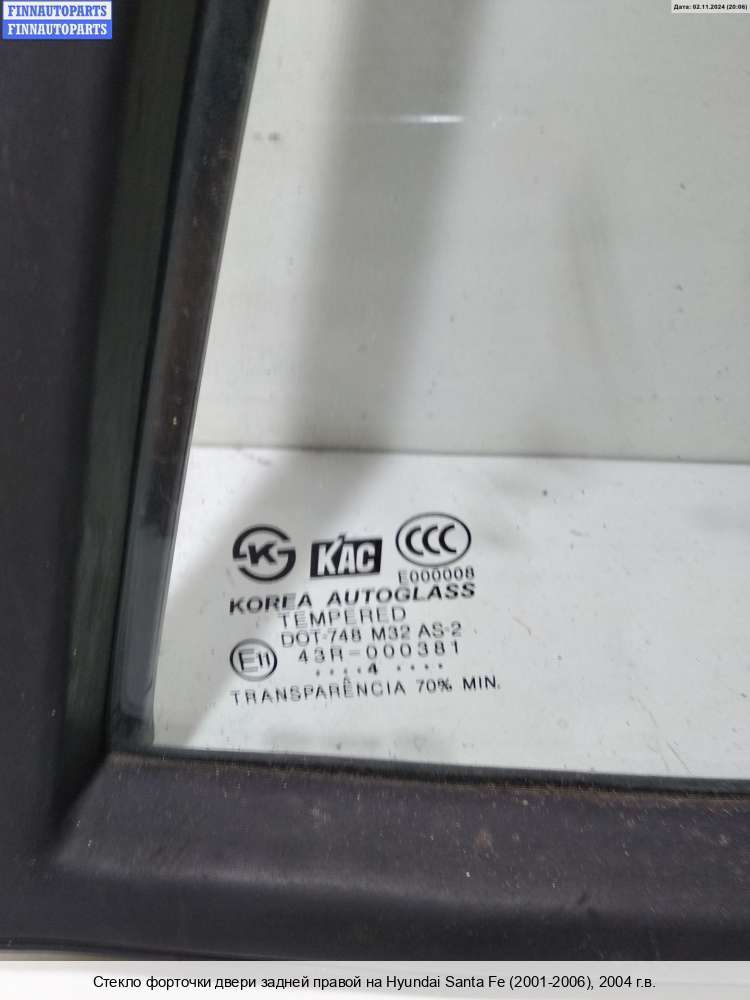 FINNAUTOPARTS
FINNAUTOPARTS
Дата: 02.11.2024 (20:06)
KAC
CCC
E000008
KOREA AUTOGLASS
TEMPERED
DOT-748 M32 AS-2
E11 43R-000381
....4....
TRANSPARÊNCIA 70% MIN.
Стекло форточки двери задней правой на Hyundai Santa Fe (2001-2006), 2004 г.в.